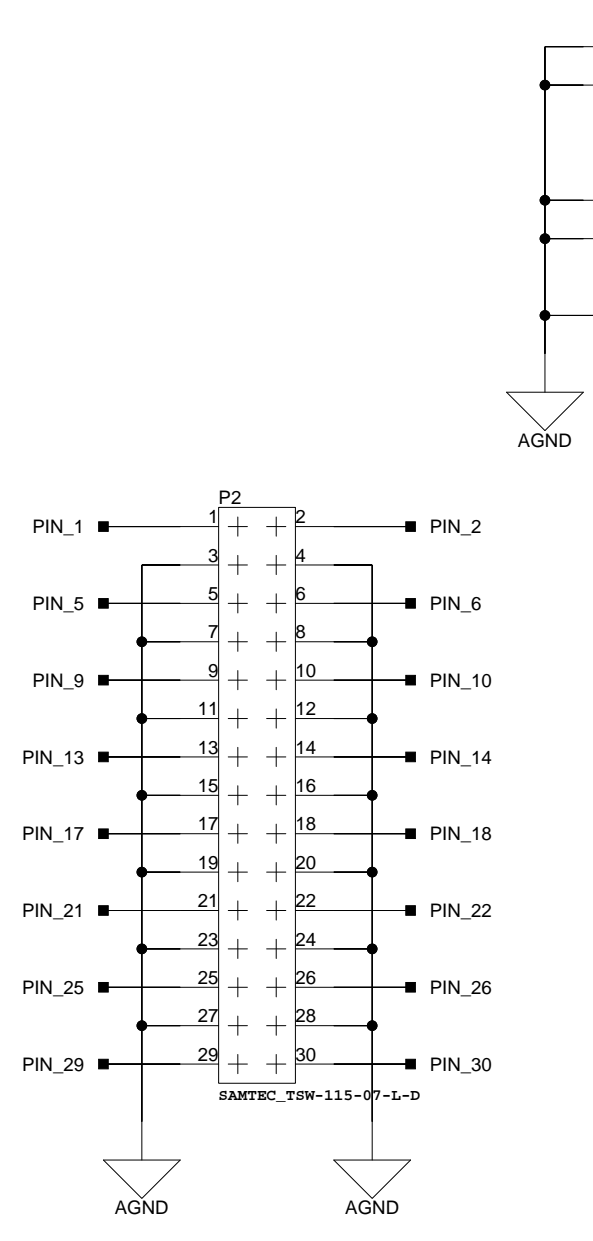 AGND
P2
PIN_1 1 2 PIN_2
3 4
PIN_5 5 6 PIN_6
7 8
PIN_9 9 10 PIN_10
11 12
PIN_13 13 14 PIN_14
15 16
PIN_17 17 18 PIN_18
19 20
PIN_21 21 22 PIN_22
23 24
PIN_25 25 26 PIN_26
27 28
PIN_29 29 30 PIN_30
SAMTEC_TSW-115-07-L-D
AGND AGND